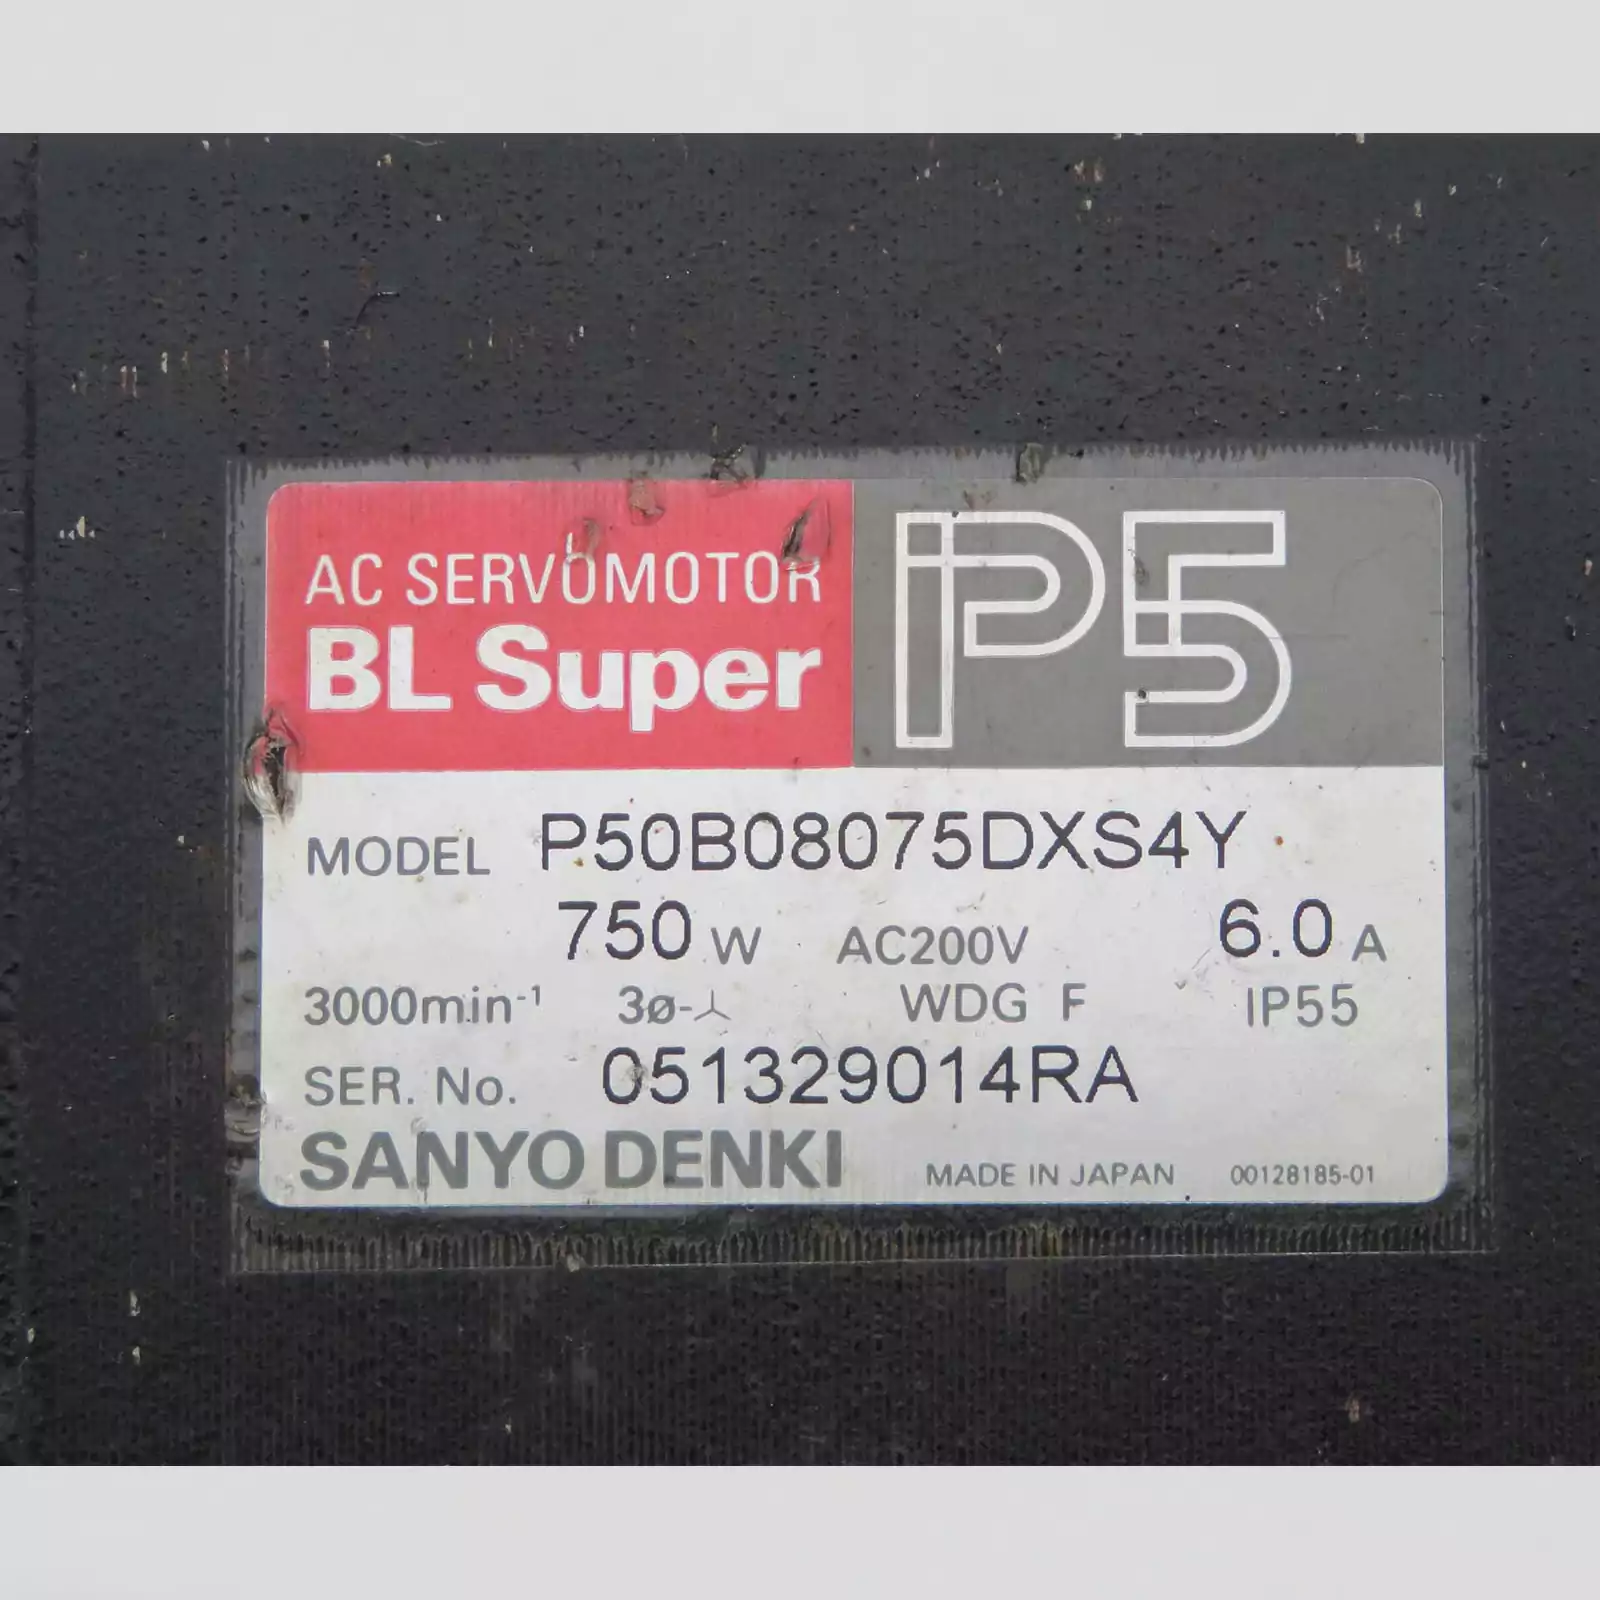 AC SERVOMOTOR
BL Super
P5
MODEL P50B08075DXS4Y
750 W AC200V 6.0 A
3000min⁻¹ 3ø-⅄ WDG F IP55
SER. No. 051329014RA
SANYO DENKI MADE IN JAPAN 00128185-01